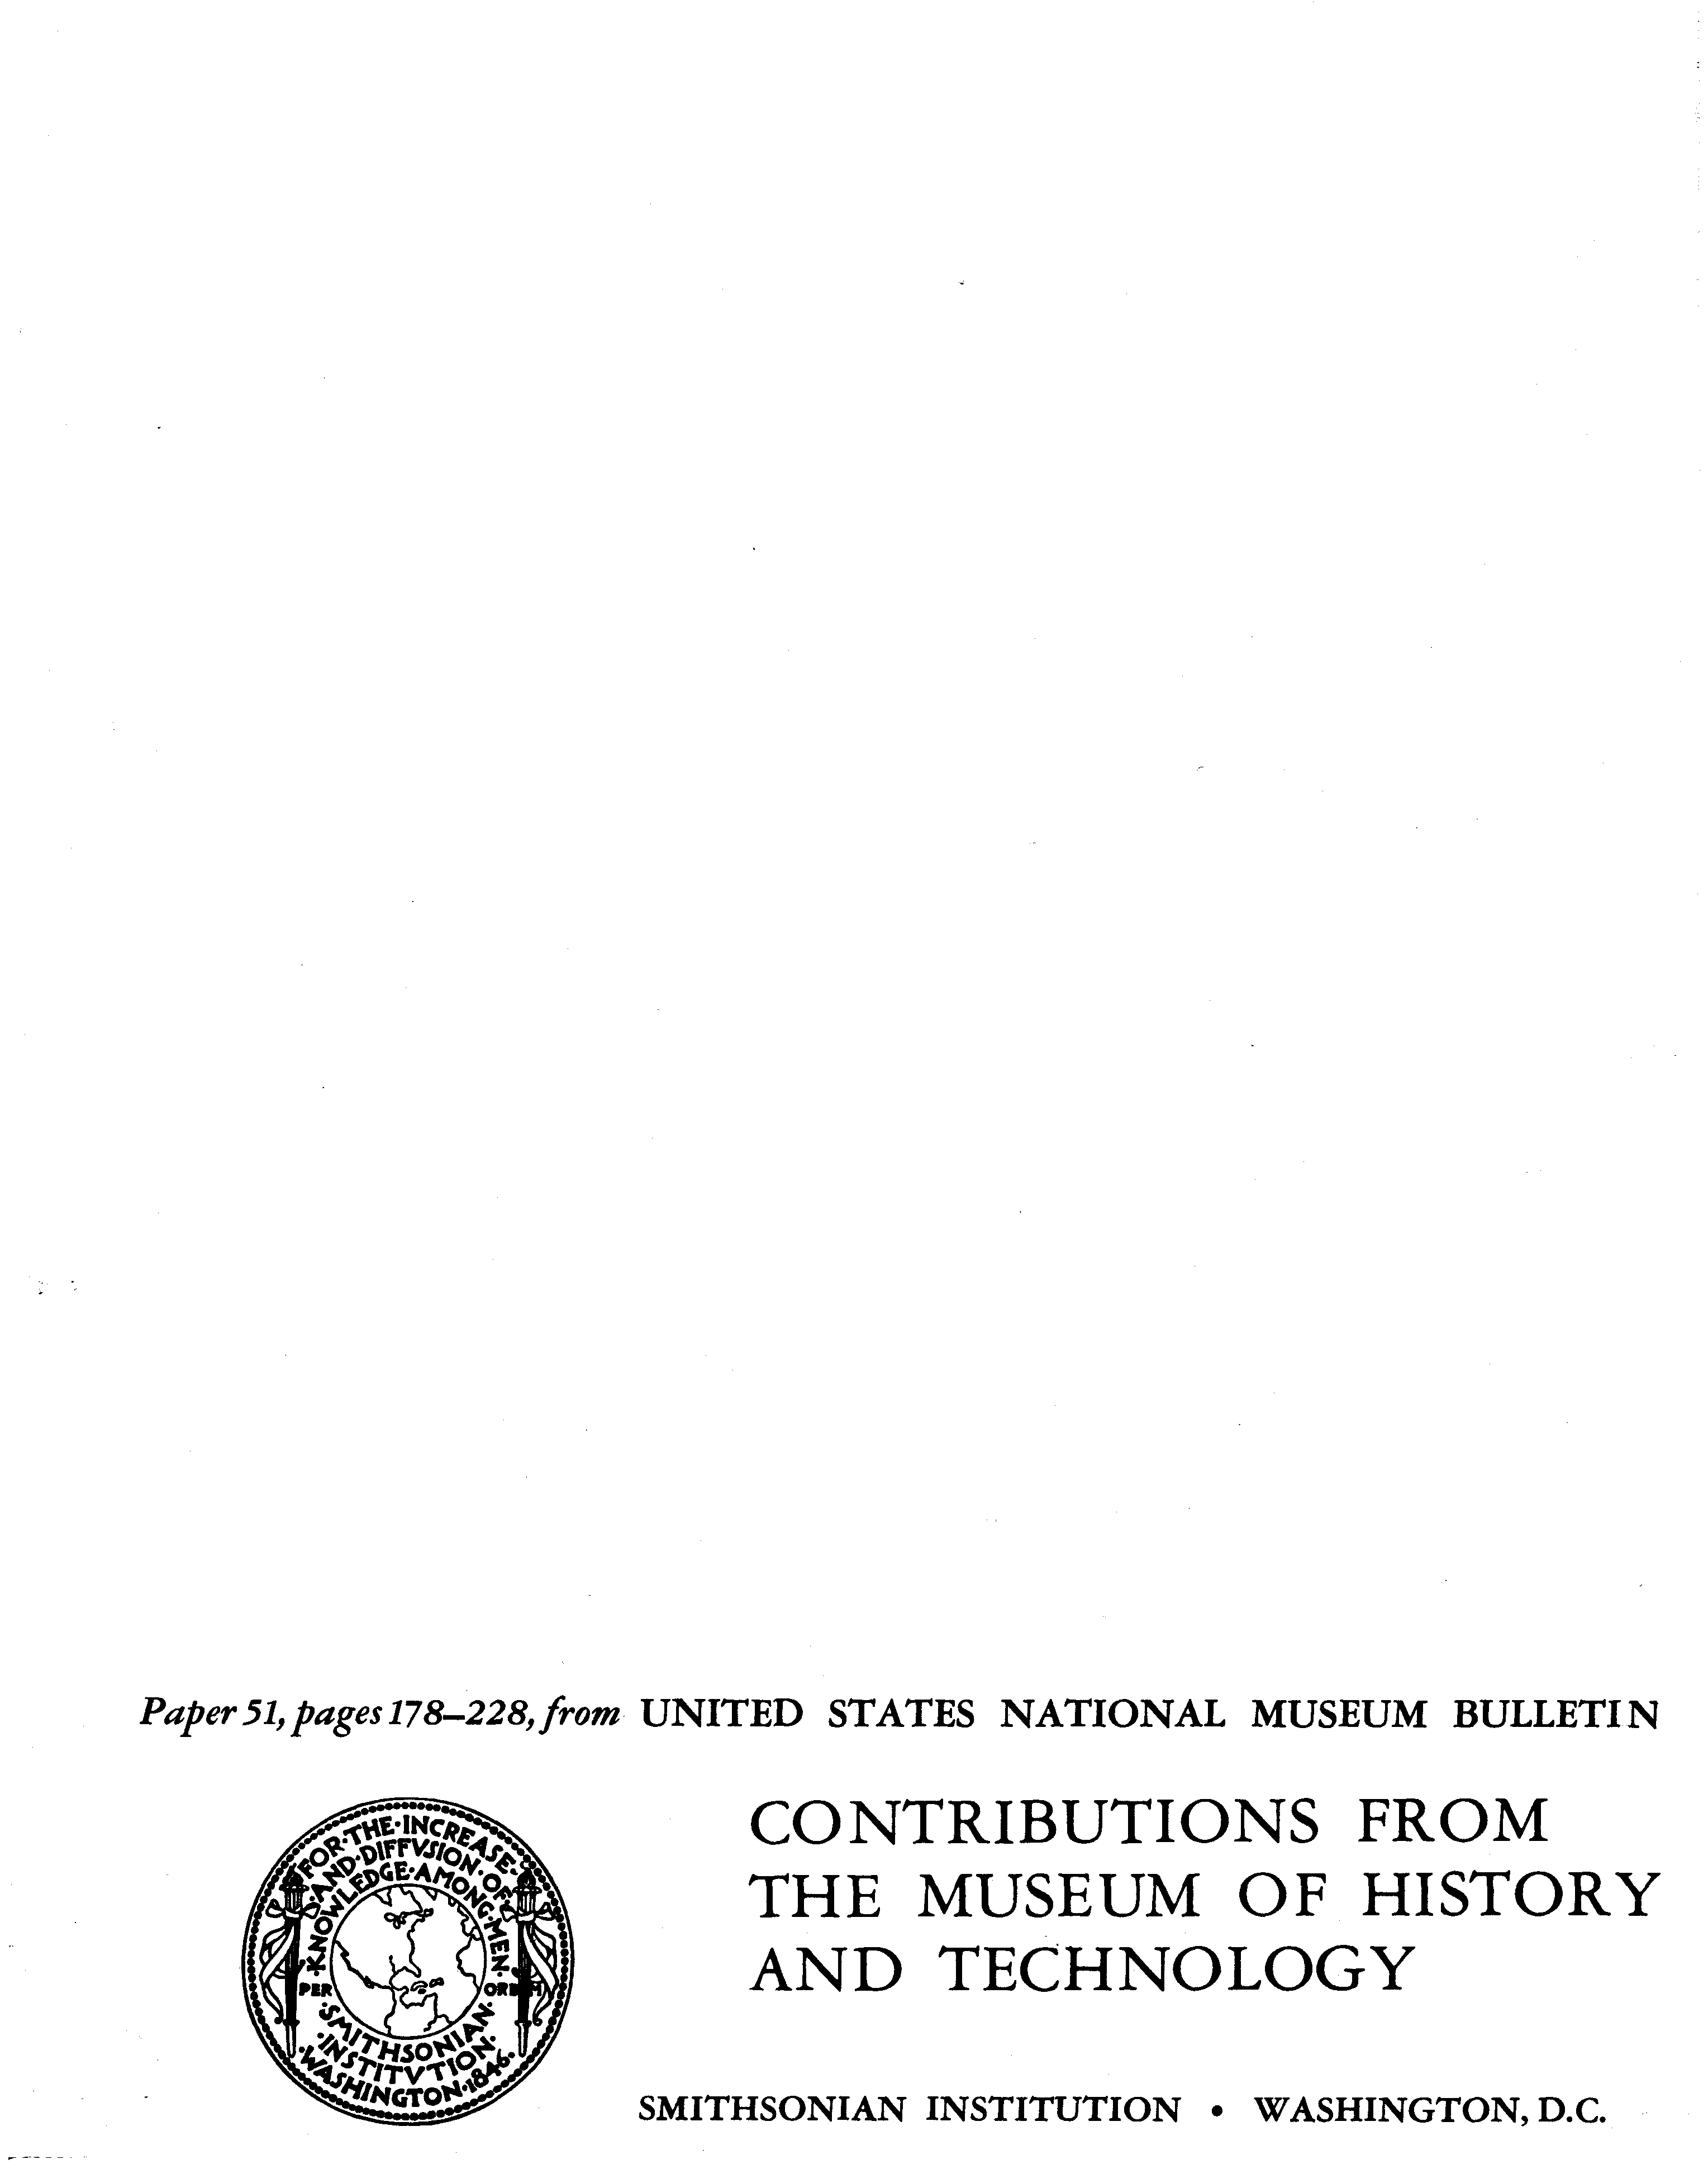 Paper 51, pages 178–228, from UNITED STATES NATIONAL MUSEUM BULLETIN
CONTRIBUTIONS FROM
THE MUSEUM OF HISTORY
AND TECHNOLOGY
·FOR·THE·INCREASE·
·AND·DIFFVSION·OF·
·KNOWLEDGE·AMONG·MEN·
PER ORBEM
·SMITHSONIAN·
·INSTITVTION·
·WASHINGTON·1846·
SMITHSONIAN INSTITUTION • WASHINGTON, D.C.